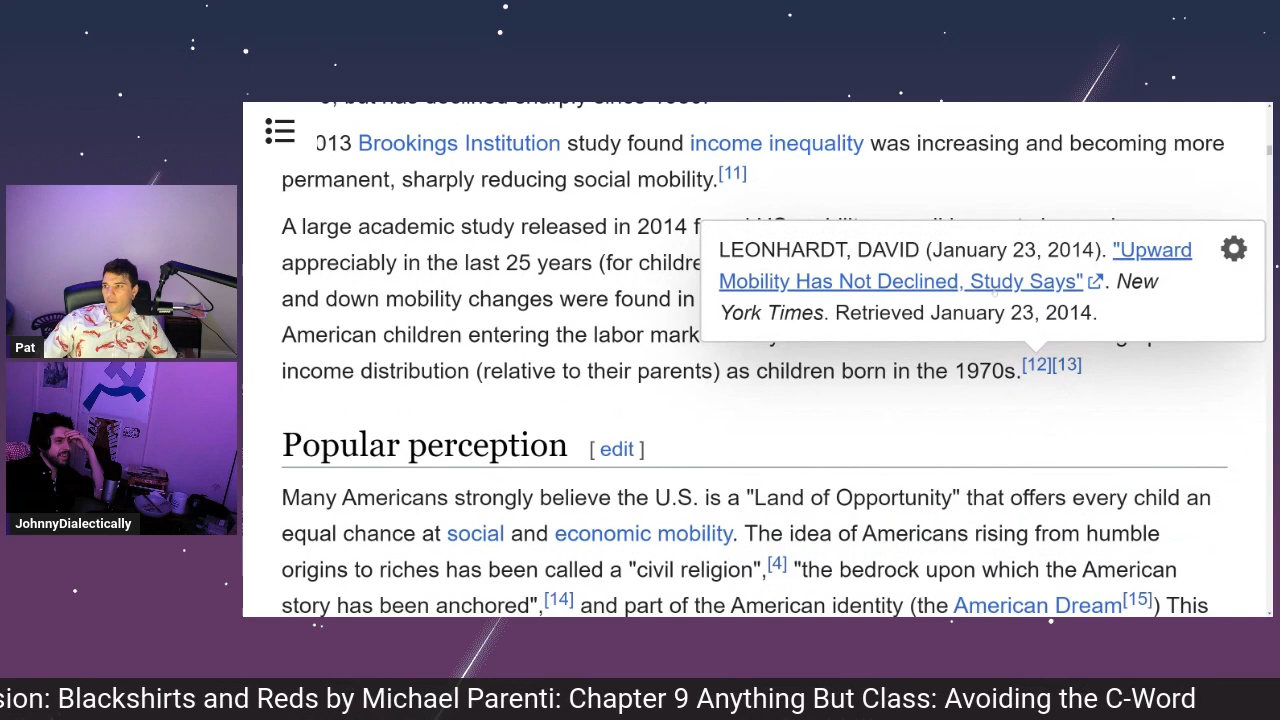 013 Brookings Institution study found income inequality was increasing and becoming more
permanent, sharply reducing social mobility.[11]
A large academic study released in 2014
appreciably in the last 25 years (for
and down mobility changes were found in
American children entering the labor
income distribution (relative to their parents) as children born in the 1970s.[12][13]
LEONHARDT, DAVID (January 23, 2014). "Upward
Mobility Has Not Declined, Study Says". New
York Times. Retrieved January 23, 2014.
Popular perception [ edit ]
Many Americans strongly believe the U.S. is a "Land of Opportunity" that offers every child an
equal chance at social and economic mobility. The idea of Americans rising from humble
origins to riches has been called a "civil religion",[4] "the bedrock upon which the American
story has been anchored",[14] and part of the American identity (the American Dream[15]) This
Pat
JohnnyDialectically
sion: Blackshirts and Reds by Michael Parenti: Chapter 9 Anything But Class: Avoiding the C-Word